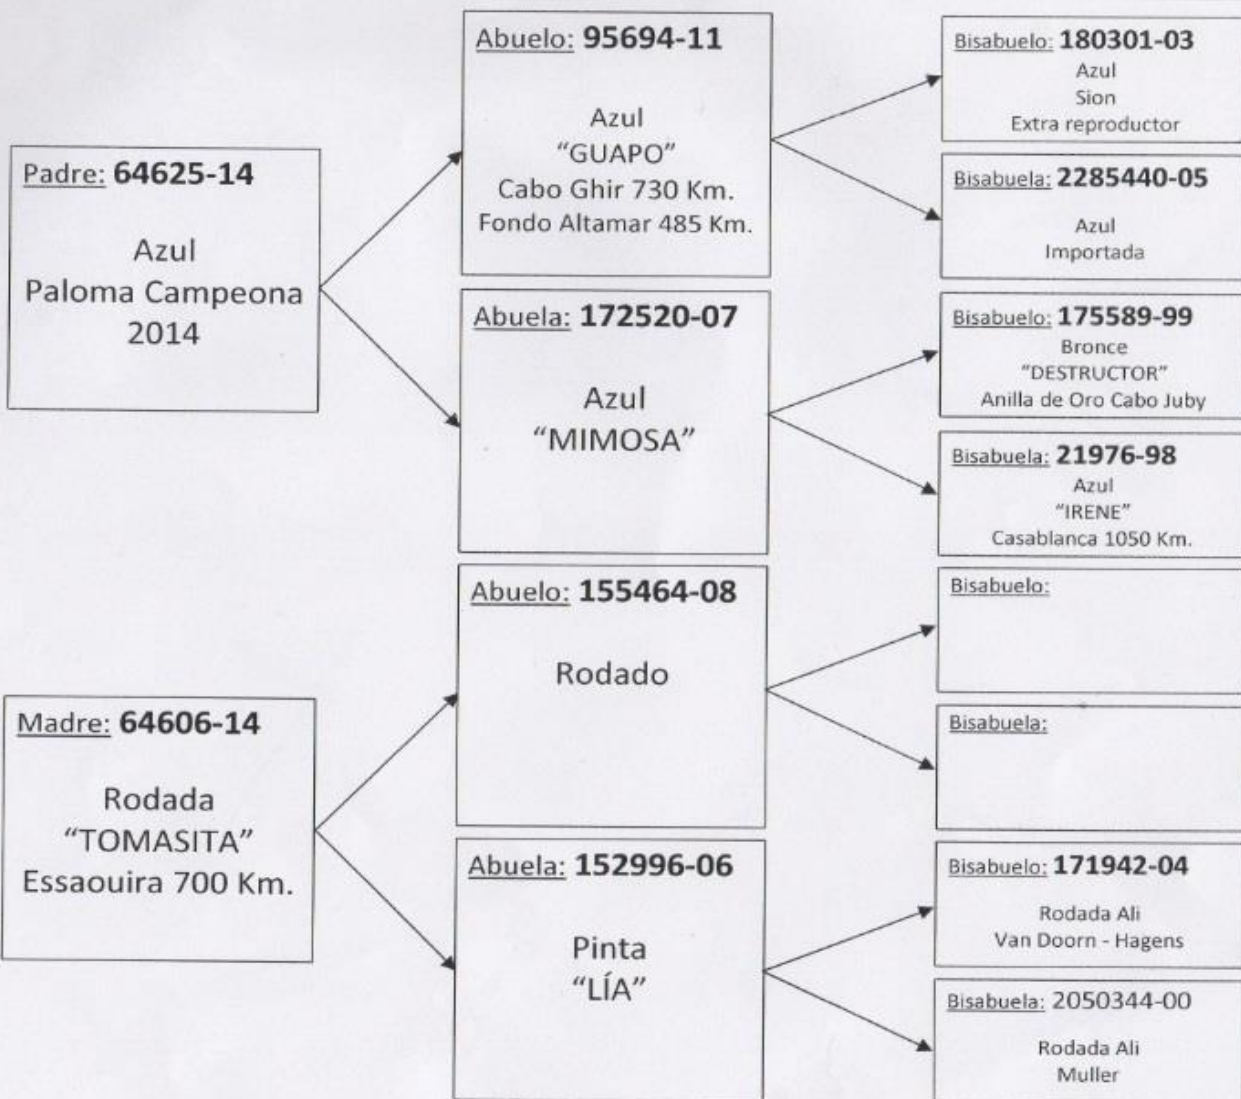 Padre: 64625-14
Azul
Paloma Campeona
2014
Madre: 64606-14
Rodada
“TOMASITA”
Essaouira 700 Km.
Abuelo: 95694-11
Azul
“GUAPO”
Cabo Ghir 730 Km.
Fondo Altamar 485 Km.
Abuela: 172520-07
Azul
“MIMOSA”
Abuelo: 155464-08
Rodado
Abuela: 152996-06
Pinta
“LÍA”
Bisabuelo: 180301-03
Azul
Sion
Extra reproductor
Bisabuela: 2285440-05
Azul
Importada
Bisabuelo: 175589-99
Bronce
“DESTRUCTOR”
Anilla de Oro Cabo Juby
Bisabuela: 21976-98
Azul
“IRENE”
Casablanca 1050 Km.
Bisabuelo:
Bisabuela:
Bisabuelo: 171942-04
Rodada Ali
Van Doorn - Hagens
Bisabuela: 2050344-00
Rodada Ali
Muller